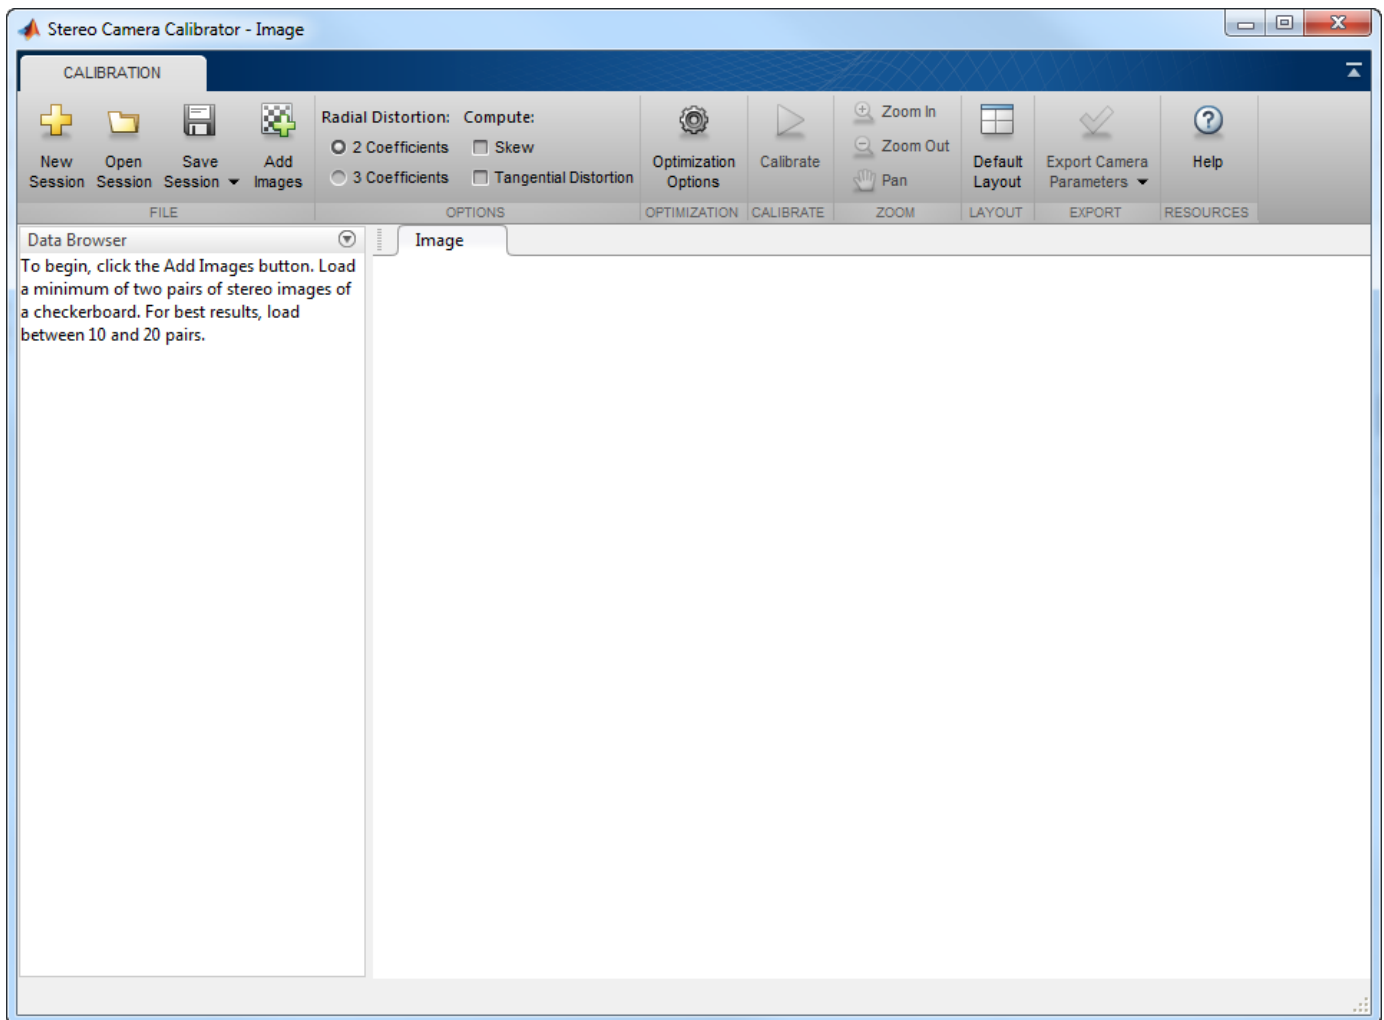 Stereo Camera Calibrator - Image
CALIBRATION
New Session
Open Session
Save Session
Add Images
FILE
Radial Distortion:
2 Coefficients
3 Coefficients
Compute:
Skew
Tangential Distortion
OPTIONS
Optimization Options
OPTIMIZATION
Calibrate
CALIBRATE
Zoom In
Zoom Out
Pan
ZOOM
Default Layout
LAYOUT
Export Camera Parameters
EXPORT
Help
RESOURCES
Data Browser
To begin, click the Add Images button. Load
a minimum of two pairs of stereo images of
a checkerboard. For best results, load
between 10 and 20 pairs.
Image